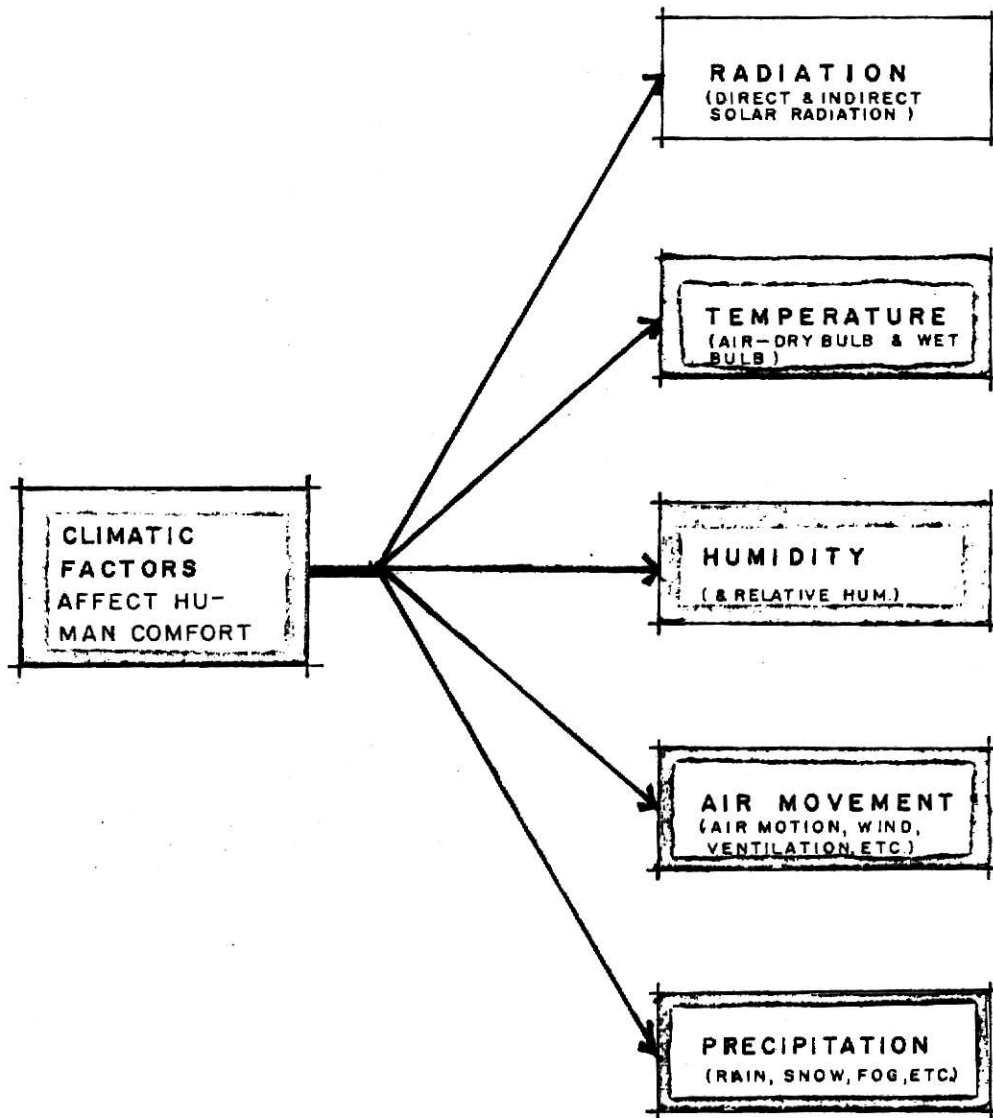 RADIATION
(DIRECT & INDIRECT
SOLAR RADIATION)
TEMPERATURE
(AIR-DRY BULB & WET
BULB)
CLIMATIC
FACTORS
AFFECT HU-
MAN COMFORT
HUMIDITY
(& RELATIVE HUM.)
AIR MOVEMENT
(AIR MOTION, WIND,
VENTILATION, ETC.)
PRECIPITATION
(RAIN, SNOW, FOG, ETC.)